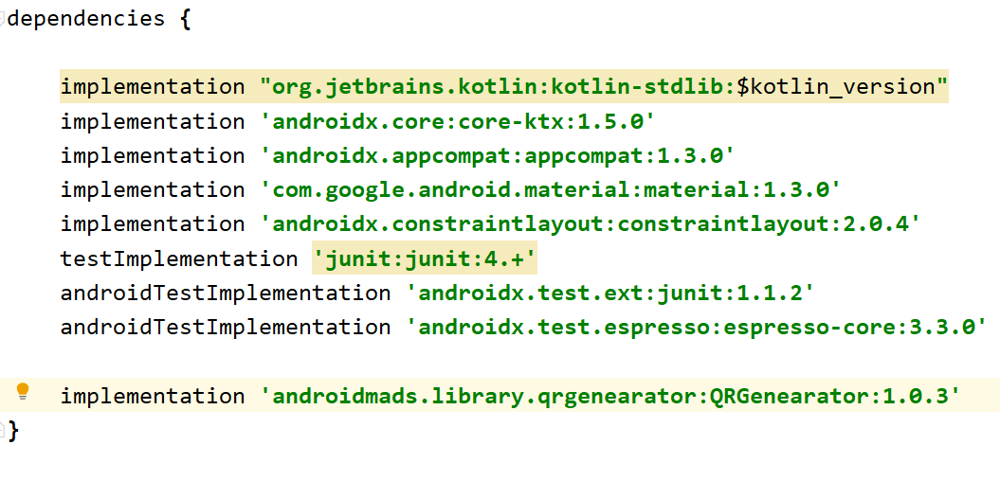 dependencies {
implementation "org.jetbrains.kotlin:kotlin-stdlib:$kotlin_version"
implementation 'androidx.core:core-ktx:1.5.0'
implementation 'androidx.appcompat:appcompat:1.3.0'
implementation 'com.google.android.material:material:1.3.0'
implementation 'androidx.constraintlayout:constraintlayout:2.0.4'
testImplementation 'junit:junit:4.+'
androidTestImplementation 'androidx.test.ext:junit:1.1.2'
androidTestImplementation 'androidx.test.espresso:espresso-core:3.3.0'
implementation 'androidmads.library.qrgenearator:QRGenearator:1.0.3'
}